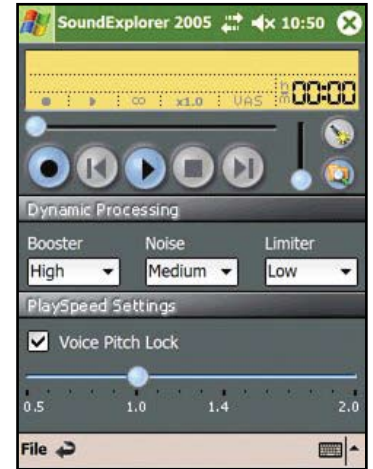 SoundExplorer 2005 10:50
x1.0 VAS h m 00:00
Dynamic Processing
Booster Noise Limiter
High Medium Low
PlaySpeed Settings
Voice Pitch Lock
0.5 1.0 1.4 2.0
File